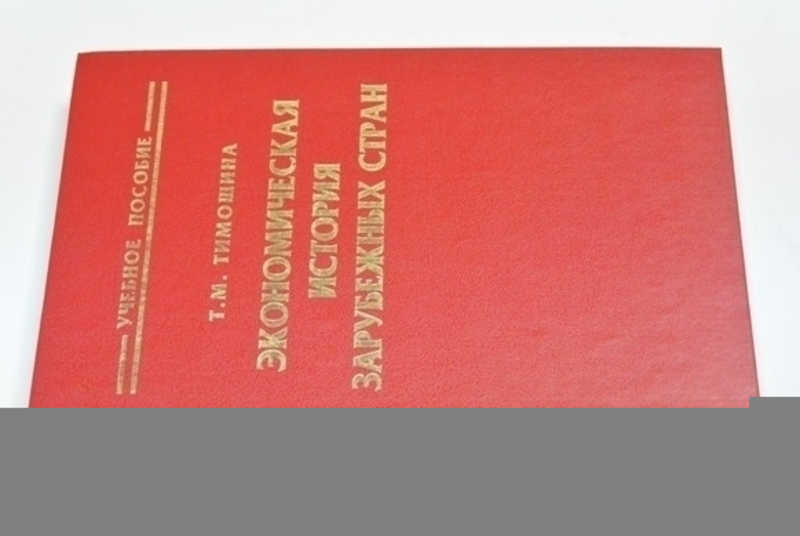 УЧЕБНОЕ ПОСОБИЕ
Т.М. ТИМОШИНА
ЭКОНОМИЧЕСКАЯ
ИСТОРИЯ
ЗАРУБЕЖНЫХ СТРАН